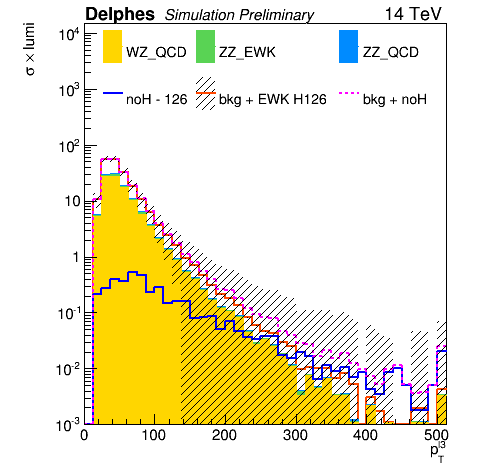 Delphes Simulation Preliminary 14 TeV
σ × lumi
WZ_QCD ZZ_EWK ZZ_QCD
noH - 126 bkg + EWK H126 bkg + noH
10⁴
10³
10²
10
1
10⁻¹
10⁻²
10⁻³
0 100 200 300 400 500
p_T^l3